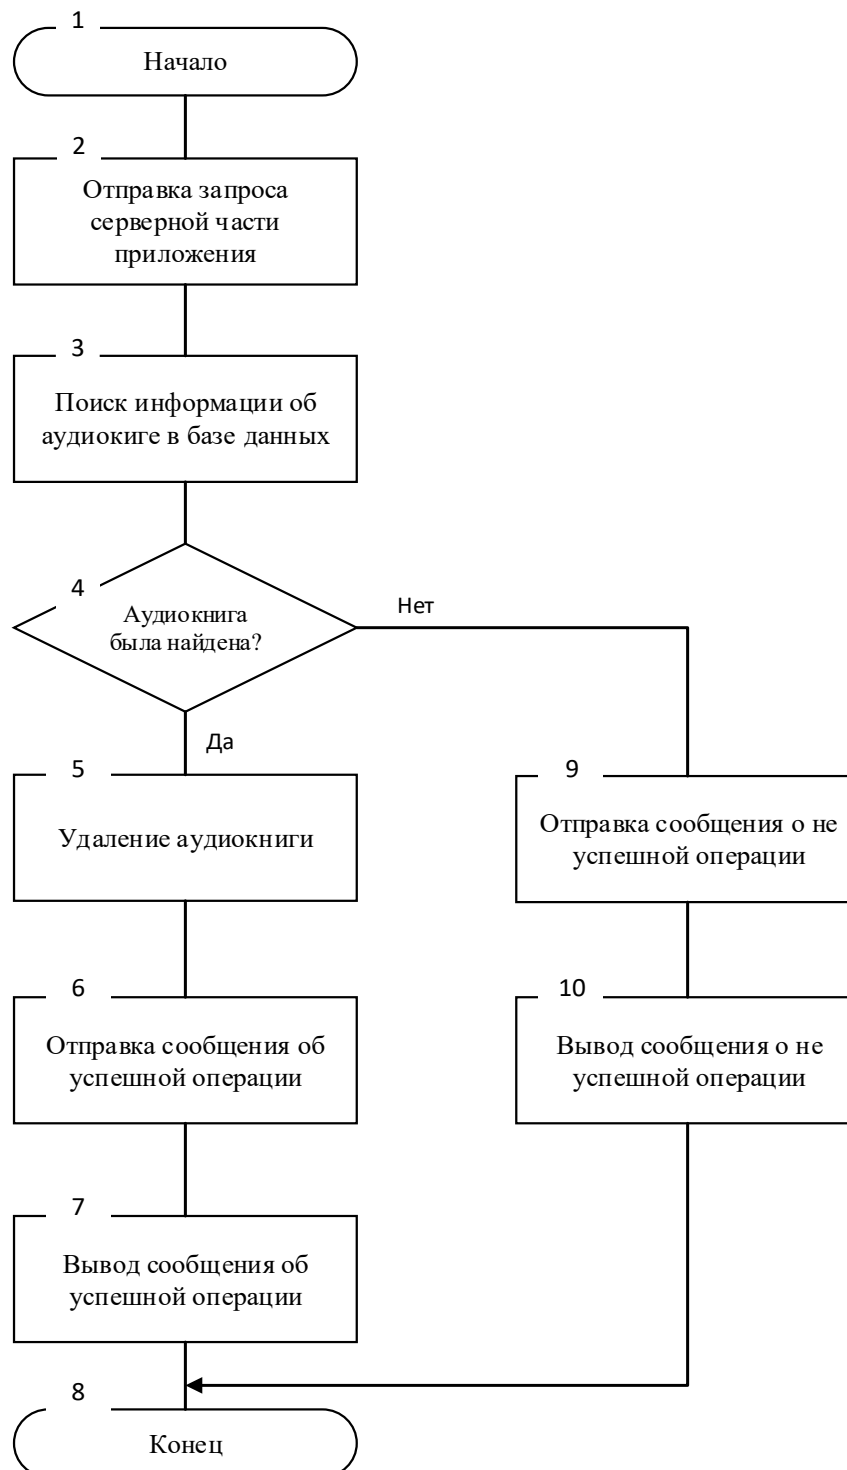 1
Начало
2
Отправка запроса
серверной части
приложения
3
Поиск информации об
аудиокиге в базе данных
4
Аудиокнига
была найдена?
Нет
Да
5
Удаление аудиокниги
9
Отправка сообщения о не
успешной операции
6
Отправка сообщения об
успешной операции
10
Вывод сообщения о не
успешной операции
7
Вывод сообщения об
успешной операции
8
Конец